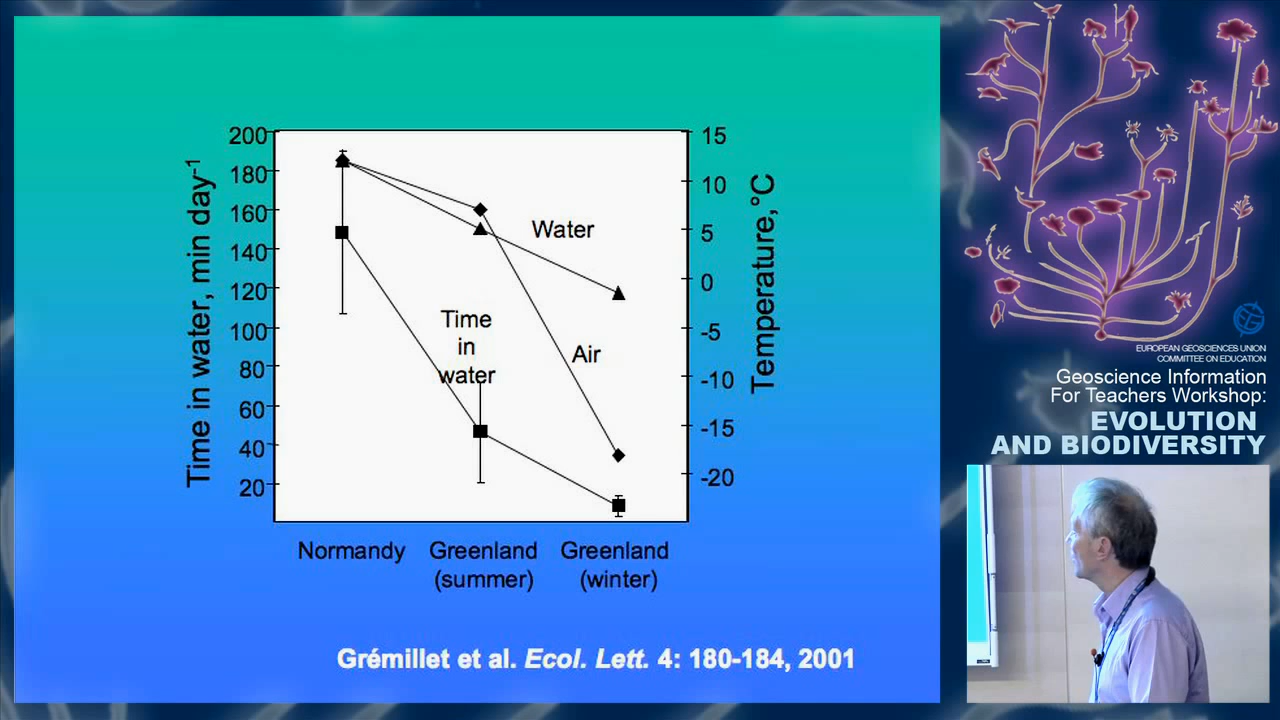 200
180
160
140
120
100
80
60
40
20
Time in water, min day-1
15
10
5
0
-5
-10
-15
-20
Temperature,°C
Water
Time
in
water
Air
Normandy
Greenland
(summer)
Greenland
(winter)
Grémillet et al. Ecol. Lett. 4: 180-184, 2001
EUROPEAN GEOSCIENCES UNION
COMMITTEE ON EDUCATION
Geoscience Information
For Teachers Workshop:
EVOLUTION
AND BIODIVERSITY